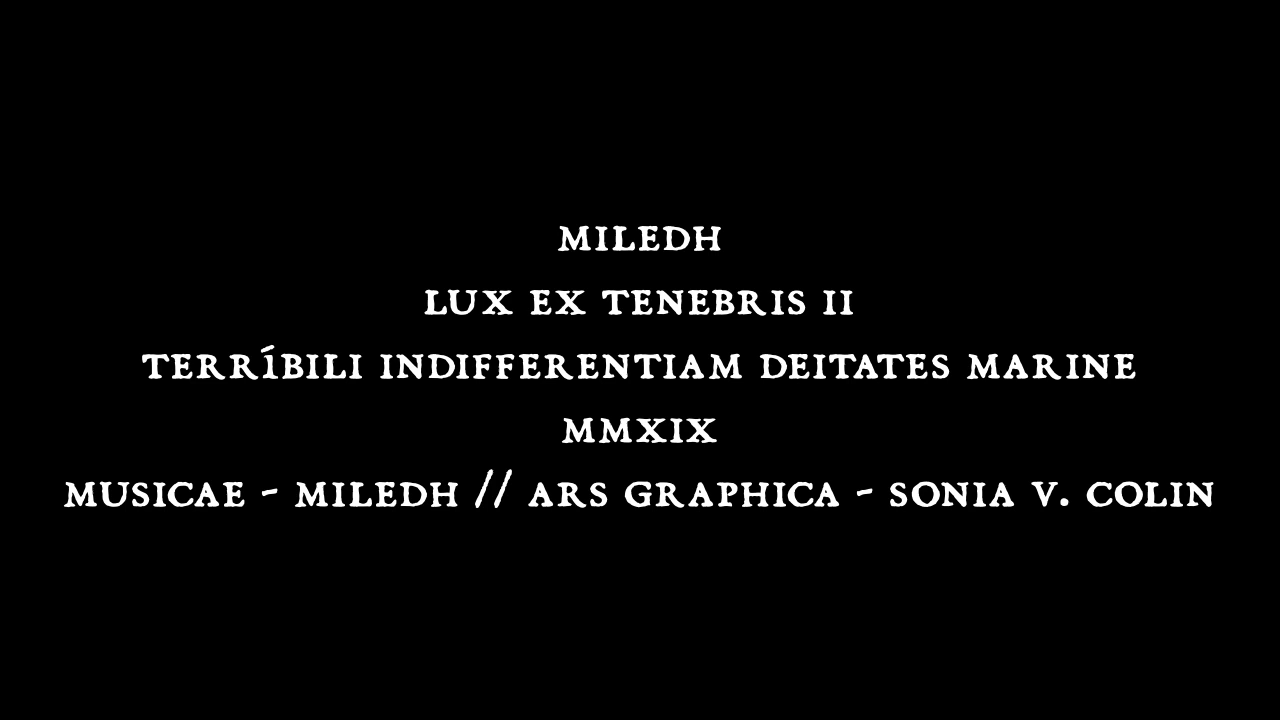 MILEDH
LUX EX TENEBRIS II
TERRÍBILI INDIFFERENTIAM DEITATES MARINE
MMXIX
MUSICAE - MILEDH // ARS GRAPHICA - SONIA V. COLIN